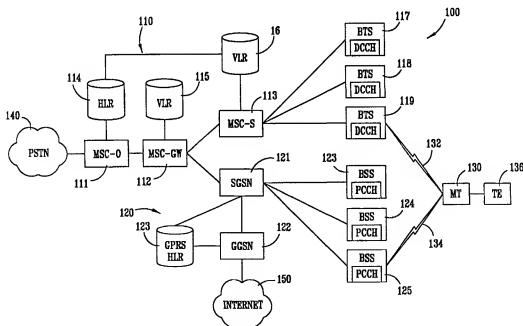 110
16
117
100
VLR
BTS
DCCH
114
115
118
HLR
VLR
113
BTS
DCCH
140
MSC-S
119
PSTN
MSC-O
MSC-GW
BTS
DCCH
132
111
112
121
123
130
136
SGSN
BSS
PCCH
MT
TE
120
124
123
GPRS
HLR
GGSN
122
BSS
PCCH
134
150
BSS
PCCH
INTERNET
125